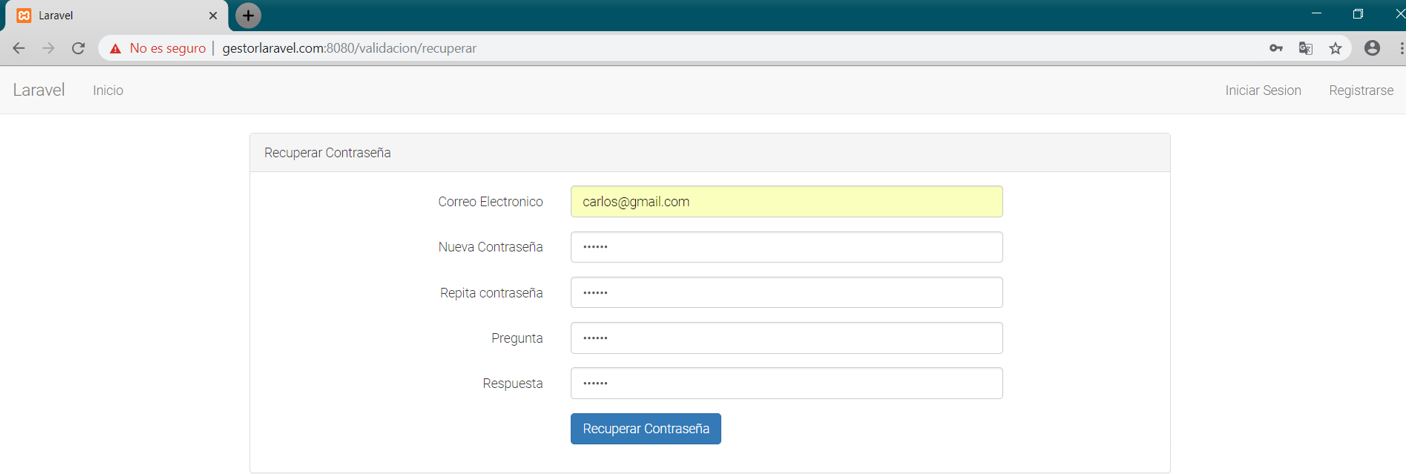 Laravel
No es seguro | gestorlaravel.com:8080/validacion/recuperar
Laravel Inicio Iniciar Sesion Registrarse
Recuperar Contraseña
Correo Electronico carlos@gmail.com
Nueva Contraseña ••••••
Repita contraseña ••••••
Pregunta ••••••
Respuesta ••••••
Recuperar Contraseña